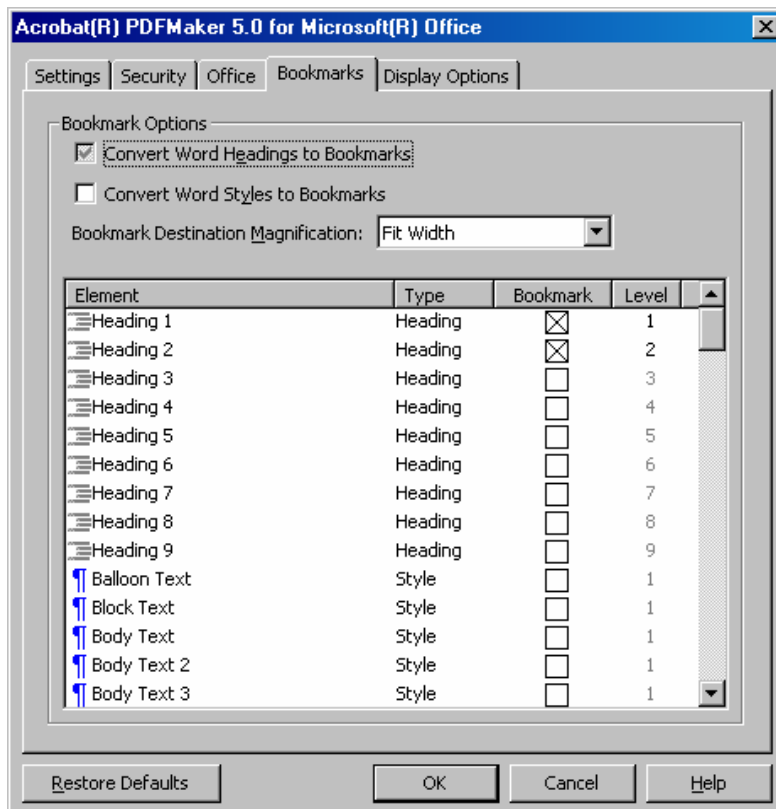 Acrobat(R) PDFMaker 5.0 for Microsoft(R) Office
Settings Security Office Bookmarks Display Options
Bookmark Options
Convert Word Headings to Bookmarks
Convert Word Styles to Bookmarks
Bookmark Destination Magnification: Fit Width
Element Type Bookmark Level
Heading 1 Heading 1
Heading 2 Heading 2
Heading 3 Heading 3
Heading 4 Heading 4
Heading 5 Heading 5
Heading 6 Heading 6
Heading 7 Heading 7
Heading 8 Heading 8
Heading 9 Heading 9
¶ Balloon Text Style 1
¶ Block Text Style 1
¶ Body Text Style 1
¶ Body Text 2 Style 1
¶ Body Text 3 Style 1
Restore Defaults OK Cancel Help